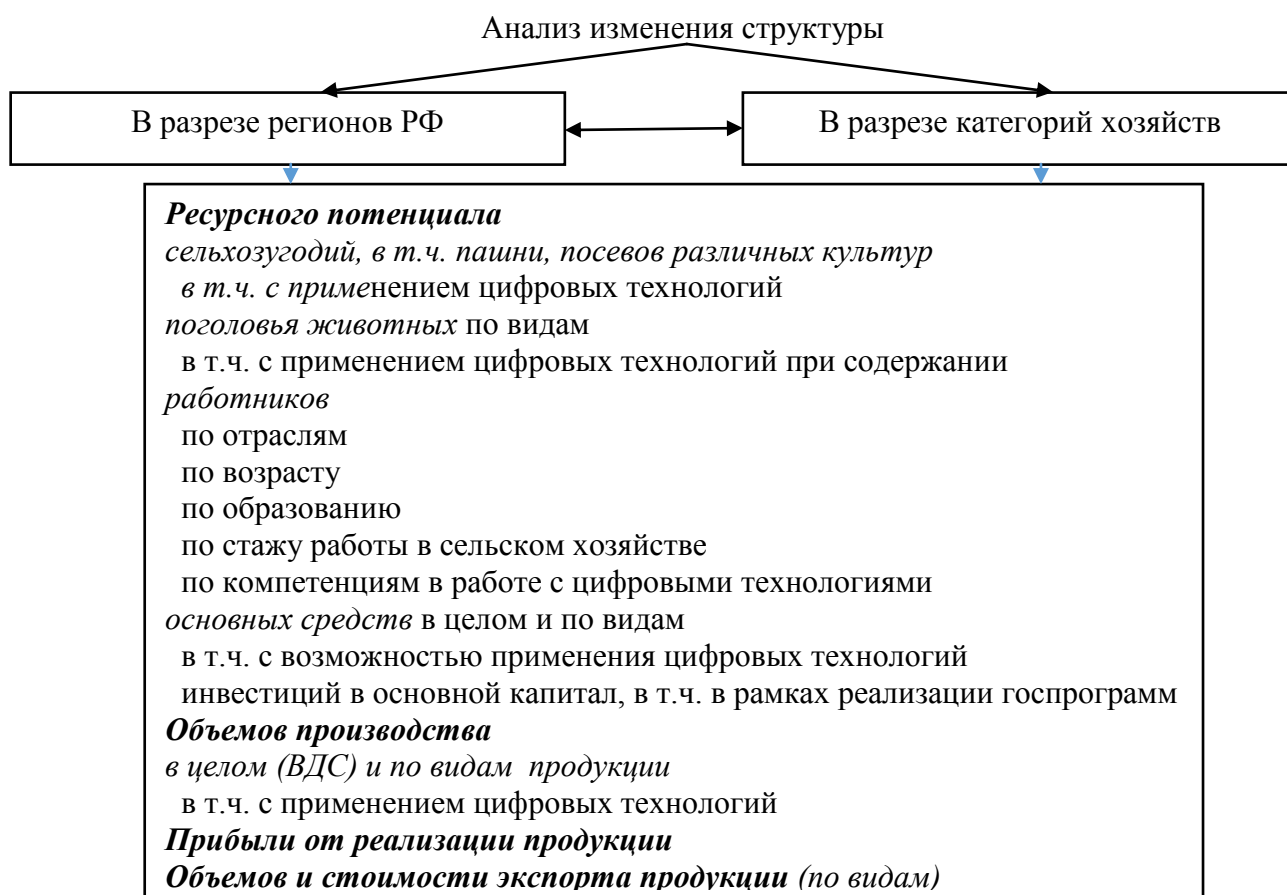 Анализ изменения структуры
В разрезе регионов РФ
В разрезе категорий хозяйств
Ресурсного потенциала
сельхозугодий, в т.ч. пашни, посевов различных культур
в т.ч. с применением цифровых технологий
поголовья животных по видам
в т.ч. с применением цифровых технологий при содержании
работников
по отраслям
по возрасту
по образованию
по стажу работы в сельском хозяйстве
по компетенциям в работе с цифровыми технологиями
основных средств в целом и по видам
в т.ч. с возможностью применения цифровых технологий
инвестиций в основной капитал, в т.ч. в рамках реализации госпрограмм
Объемов производства
в целом (ВДС) и по видам продукции
в т.ч. с применением цифровых технологий
Прибыли от реализации продукции
Объемов и стоимости экспорта продукции (по видам)